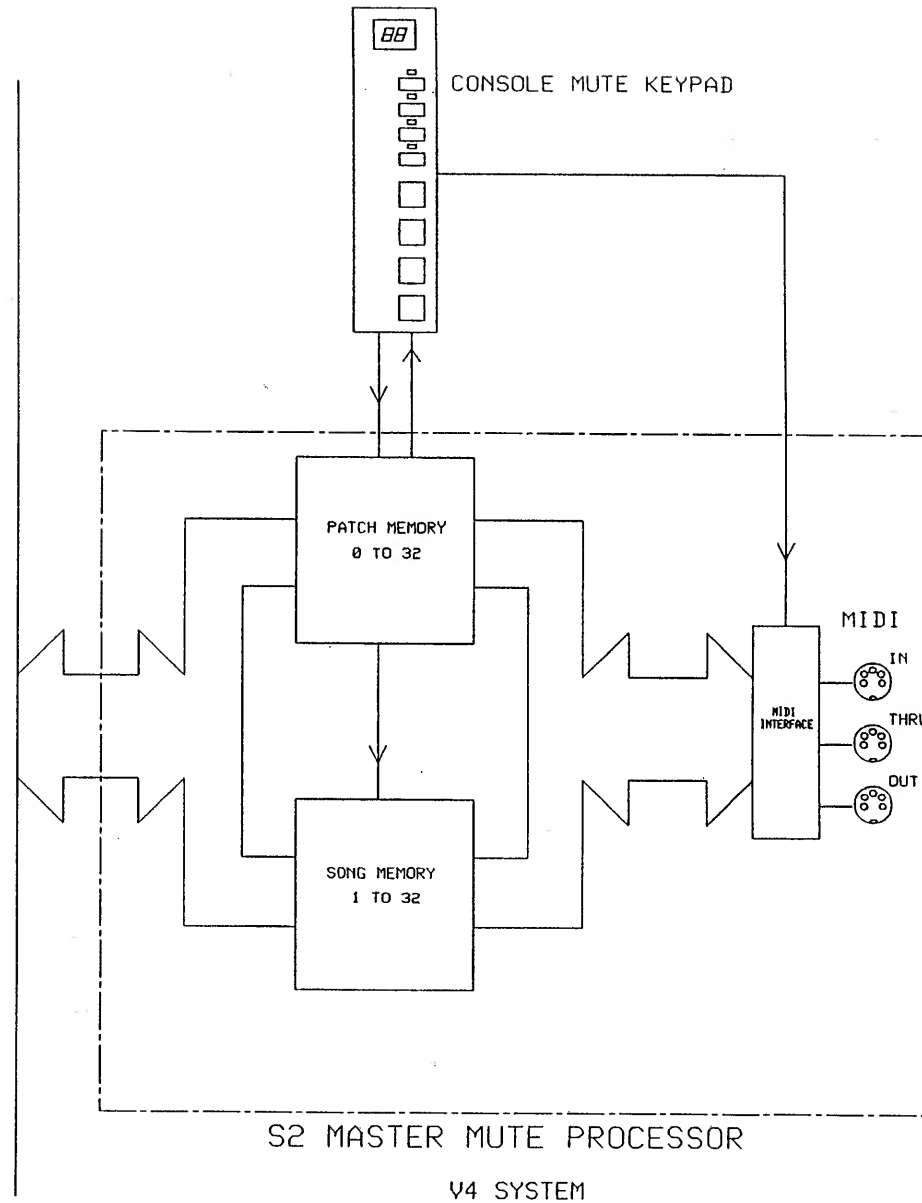 88
CONSOLE MUTE KEYPAD
PATCH MEMORY
0 TO 32
MIDI
IN
MIDI
INTERFACE
THRU
OUT
SONG MEMORY
1 TO 32
S2 MASTER MUTE PROCESSOR
V4 SYSTEM